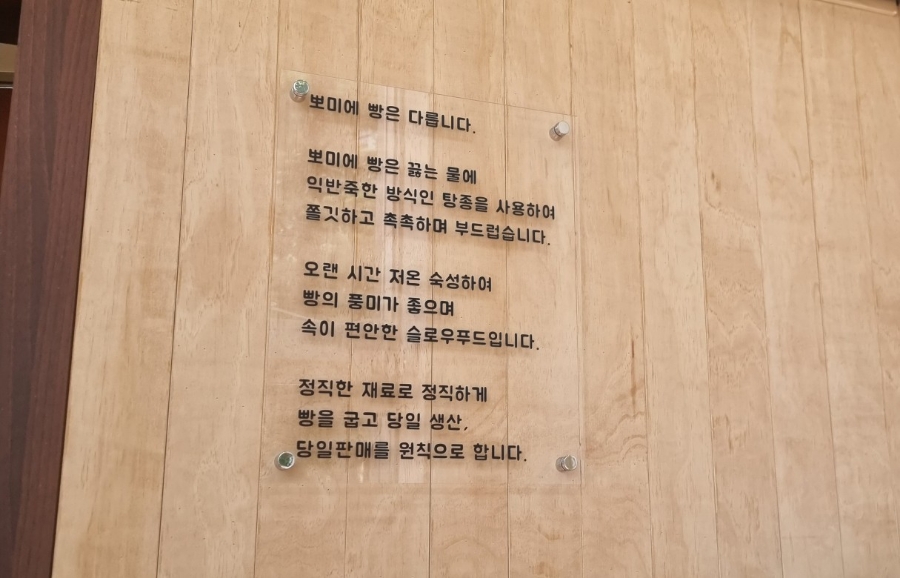 뽀미에 빵은 다릅니다.
뽀미에 빵은 끓는 물에
익반죽한 방식인 탕종을 사용하여
쫄깃하고 촉촉하며 부드럽습니다.
오랜 시간 저온 숙성하여
빵의 풍미가 좋으며
속이 편안한 슬로우푸드입니다.
정직한 재료로 정직하게
빵을 굽고 당일 생산,
당일판매를 원칙으로 합니다.